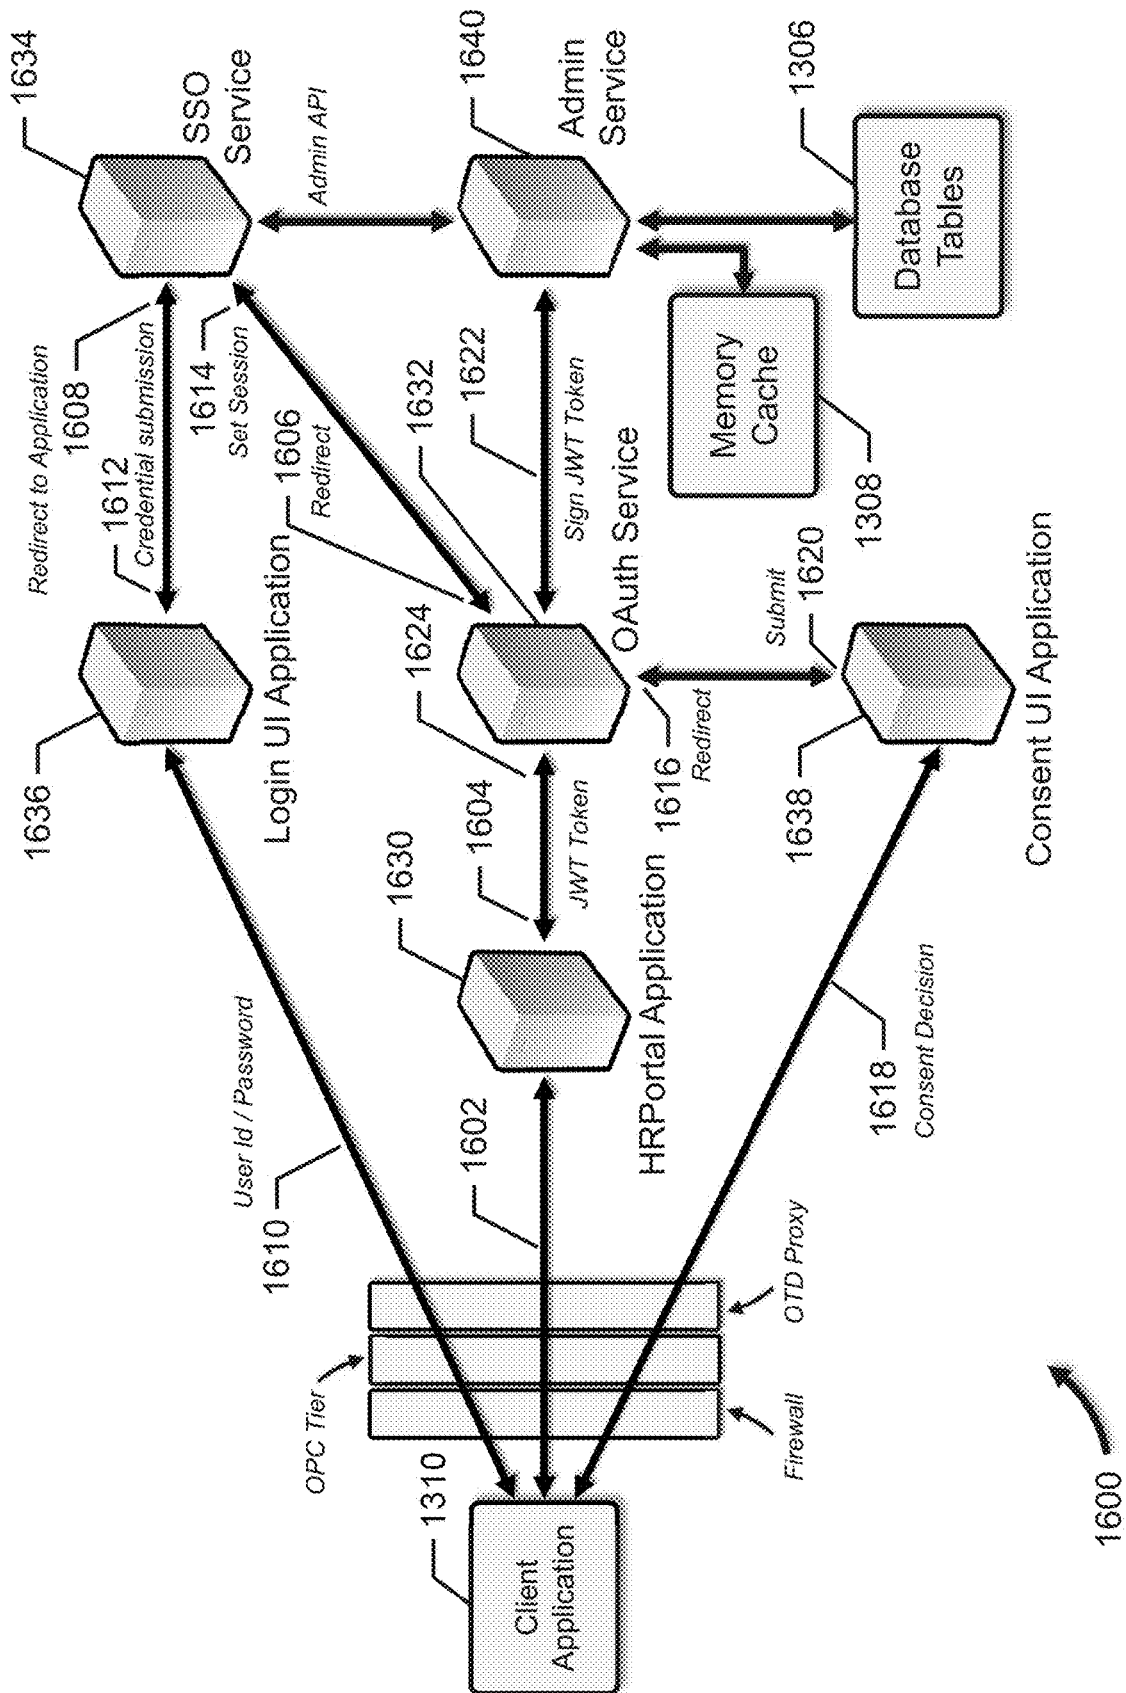 1634
SSO
Service
Redirect to Application
1608
1612
Credential submission
1614
Set Session
Admin API
1636
Login UI Application
User Id / Password
1610
1606
Redirect
1632
1622
Sign JWT Token
1640
Admin
Service
1624
OAuth Service
1604
JWT Token
1630
HRPortal Application
1602
OPC Tier
OTD Proxy
Firewall
1310
Client
Application
1616
Redirect
Submit
1620
1638
Consent UI Application
1618
Consent Decision
Memory
Cache
1308
1306
Database
Tables
1600